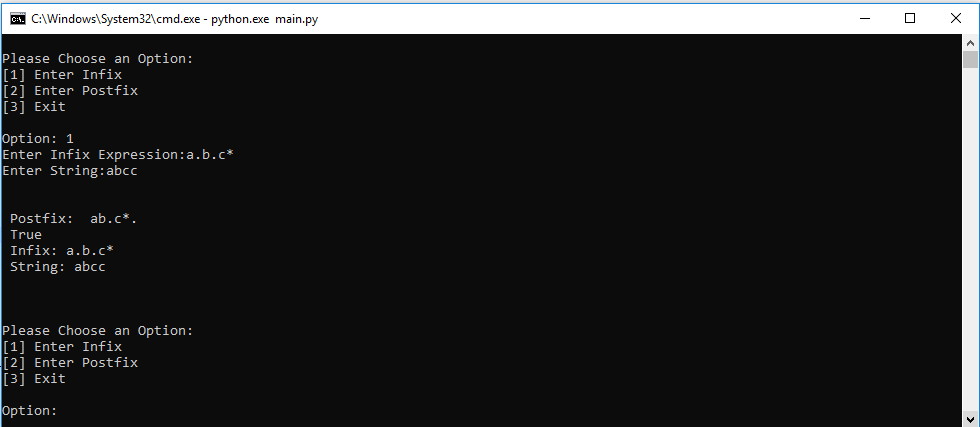 C:\Windows\System32\cmd.exe - python.exe  main.py
Please Choose an Option:
[1] Enter Infix
[2] Enter Postfix
[3] Exit
Option: 1
Enter Infix Expression:a.b.c*
Enter String:abcc
Postfix:  ab.c*.
True
Infix: a.b.c*
String: abcc
Please Choose an Option:
[1] Enter Infix
[2] Enter Postfix
[3] Exit
Option: